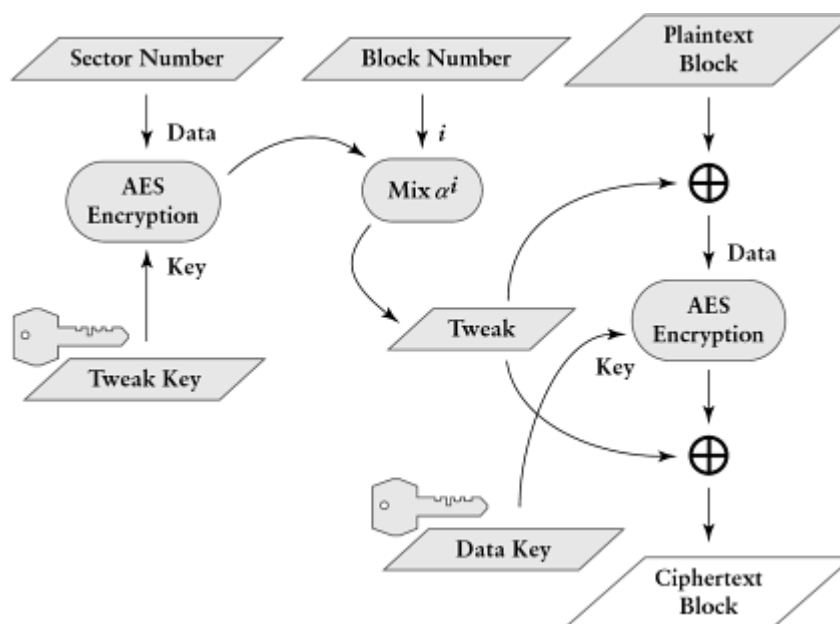 Sector Number
Block Number
Plaintext
Block
Data
i
AES
Encryption
Mix αⁱ
Key
Data
Tweak
AES
Encryption
Key
Tweak Key
Data Key
Ciphertext
Block